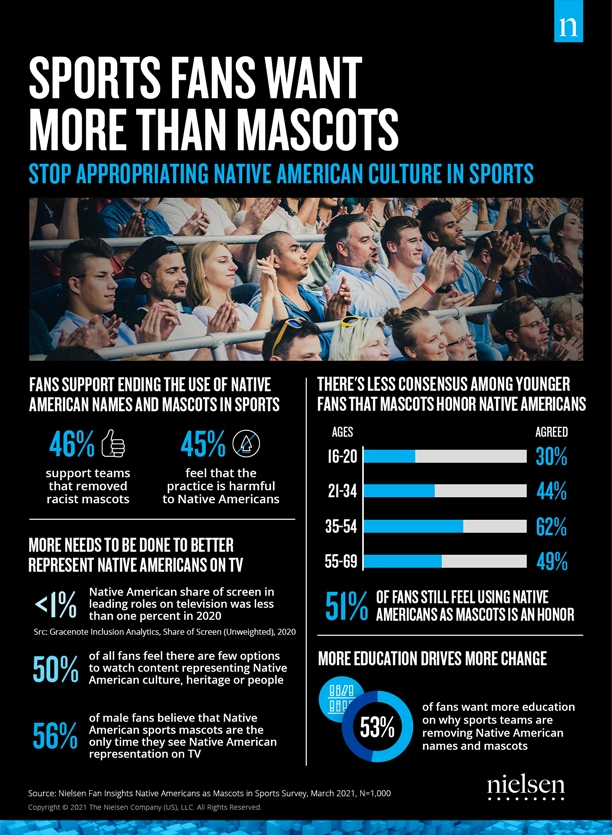 n
SPORTS FANS WANT
MORE THAN MASCOTS
STOP APPROPRIATING NATIVE AMERICAN CULTURE IN SPORTS
FANS SUPPORT ENDING THE USE OF NATIVE
AMERICAN NAMES AND MASCOTS IN SPORTS
46%
support teams
that removed
racist mascots
45%
feel that the
practice is harmful
to Native Americans
MORE NEEDS TO BE DONE TO BETTER
REPRESENT NATIVE AMERICANS ON TV
<1%
Native American share of screen in
leading roles on television was less
than one percent in 2020
Src: Gracenote Inclusion Analytics, Share of Screen (Unweighted), 2020
50%
of all fans feel there are few options
to watch content representing Native
American culture, heritage or people
56%
of male fans believe that Native
American sports mascots are the
only time they see Native American
representation on TV
THERE'S LESS CONSENSUS AMONG YOUNGER
FANS THAT MASCOTS HONOR NATIVE AMERICANS
AGES AGREED
16-20 30%
21-34 44%
35-54 62%
55-69 49%
51%
OF FANS STILL FEEL USING NATIVE
AMERICANS AS MASCOTS IS AN HONOR
MORE EDUCATION DRIVES MORE CHANGE
53%
of fans want more education
on why sports teams are
removing Native American
names and mascots
Source: Nielsen Fan Insights Native Americans as Mascots in Sports Survey, March 2021, N=1,000
Copyright © 2021 The Nielsen Company (US), LLC. All Rights Reserved.
nielsen